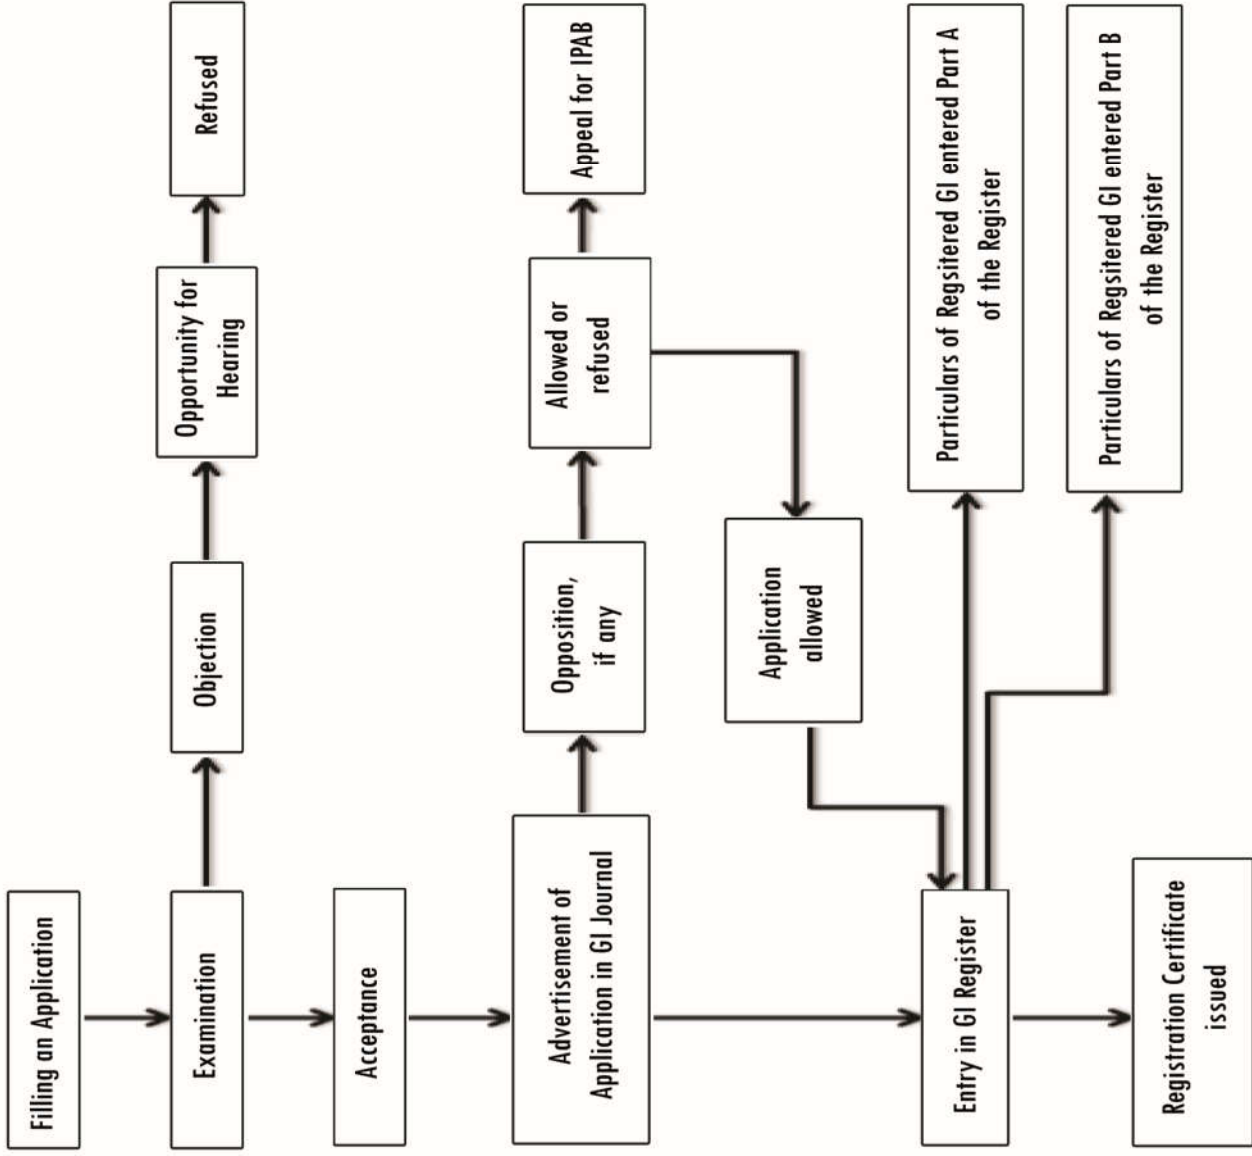 Filling an Application
Examination
Objection
Opportunity for
Hearing
Refused
Acceptance
Advertisement of
Application in GI Journal
Opposition,
if any
Allowed or
refused
Appeal for IPAB
Application
allowed
Entry in GI Register
Particulars of Regsitered GI entered Part A
of the Register
Particulars of Regsitered GI entered Part B
of the Register
Registration Certificate
issued